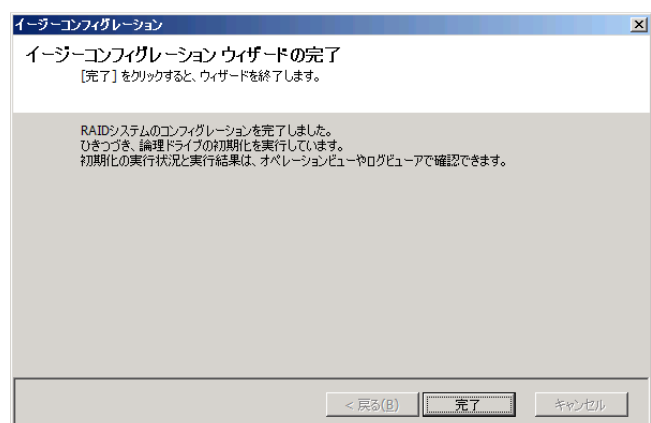 イージーコンフィグレーション
イージーコンフィグレーション ウィザードの完了
[完了] をクリックすると、ウィザードを終了します。
RAIDシステムのコンフィグレーションを完了しました。
ひきつづき、論理ドライブの初期化を実行しています。
初期化の実行状況と実行結果は、オペレーションビューやログビューアで確認できます。
< 戻る(B) 完了 キャンセル